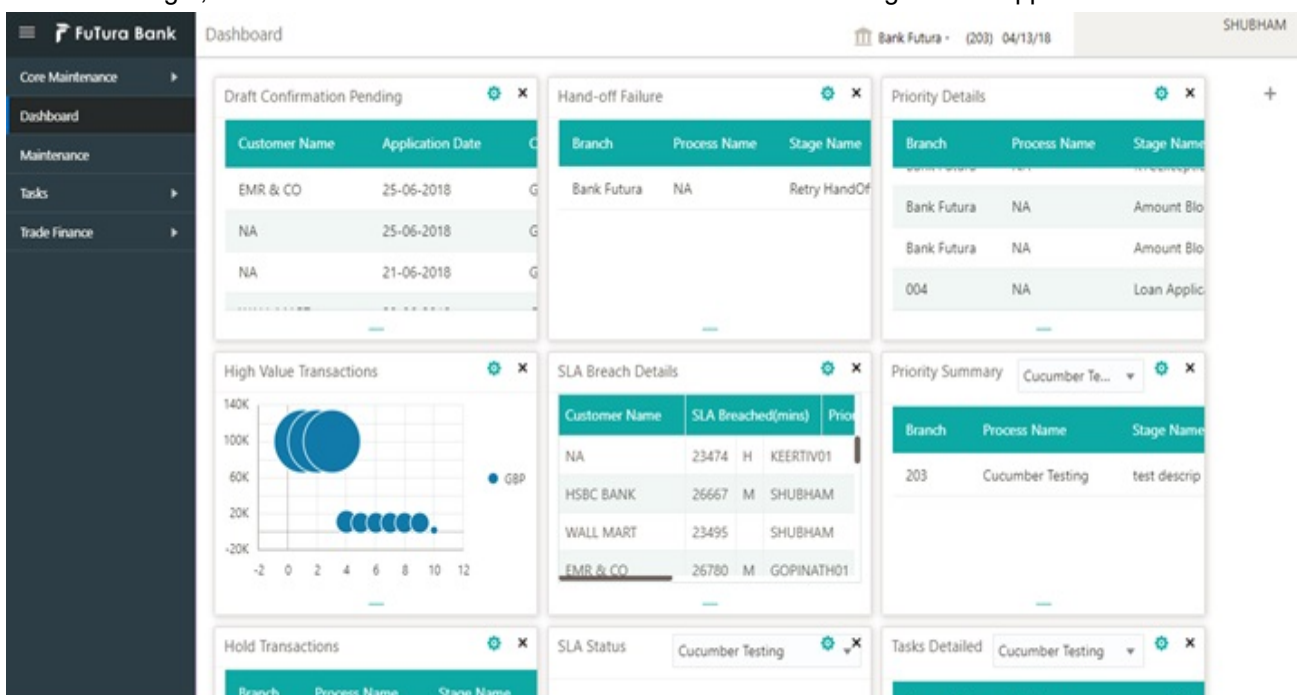 FuTura Bank
Dashboard
Bank Futura - (203) 04/13/18
SHUBHAM
Core Maintenance
Dashboard
Maintenance
Tasks
Trade Finance
Draft Confirmation Pending
Customer Name Application Date C
EMR & CO 25-06-2018 G
NA 25-06-2018 G
NA 21-06-2018 G
Hand-off Failure
Branch Process Name Stage Name
Bank Futura NA Retry HandOf
Priority Details
Branch Process Name Stage Name
Bank Futura NA Amount Blo
Bank Futura NA Amount Blo
004 NA Loan Applic
High Value Transactions
140K
100K
60K
20K
-20K
-2 0 2 4 6 8 10 12
GBP
SLA Breach Details
Customer Name SLA Breached(mins) Prior
NA 23474 H KEERTIV01
HSBC BANK 26667 M SHUBHAM
WALL MART 23495 SHUBHAM
EMR & CO 26780 M GOPINATH01
Priority Summary Cucumber Te...
Branch Process Name Stage Name
203 Cucumber Testing test descrip
Hold Transactions
Branch Process Name Stage Name
SLA Status Cucumber Testing
Tasks Detailed Cucumber Testing